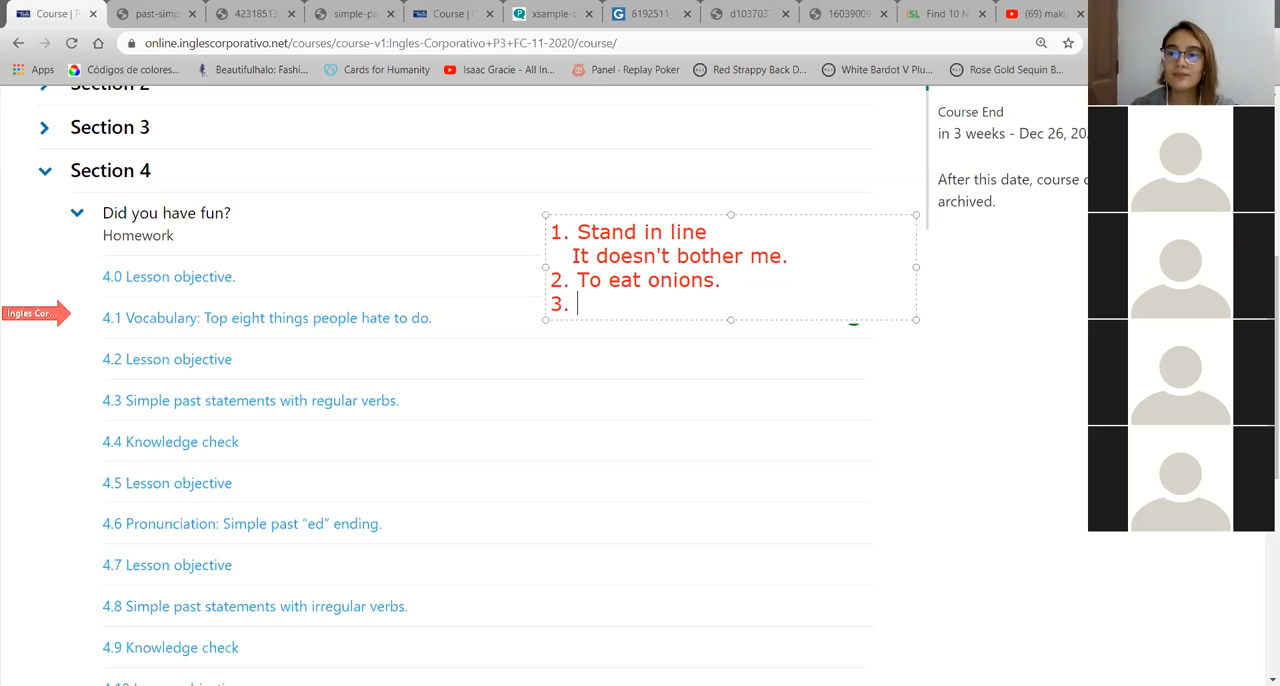 Course | P
past-simp
42318513
simple-pa
Course | [
xsample-c
6192511_
d1037037
16039009
Find 10 M
(69) maki
online.inglescorporativo.net/courses/course-v1:Ingles-Corporativo+P3+FC-11-2020/course/
Apps
Códigos de colores...
Beautifulhalo: Fashi...
Cards for Humanity
Isaac Gracie - All In...
Panel · Replay Poker
Red Strappy Back D...
White Bardot V Plu...
Rose Gold Sequin B...
Section 2
Section 3
Section 4
Did you have fun?
Homework
4.0 Lesson objective.
4.1 Vocabulary: Top eight things people hate to do.
4.2 Lesson objective
4.3 Simple past statements with regular verbs.
4.4 Knowledge check
4.5 Lesson objective
4.6 Pronunciation: Simple past “ed” ending.
4.7 Lesson objective
4.8 Simple past statements with irregular verbs.
4.9 Knowledge check
Ingles Cor...
1. Stand in line
It doesn't bother me.
2. To eat onions.
3.
Course End
in 3 weeks - Dec 26, 20
After this date, course
archived.